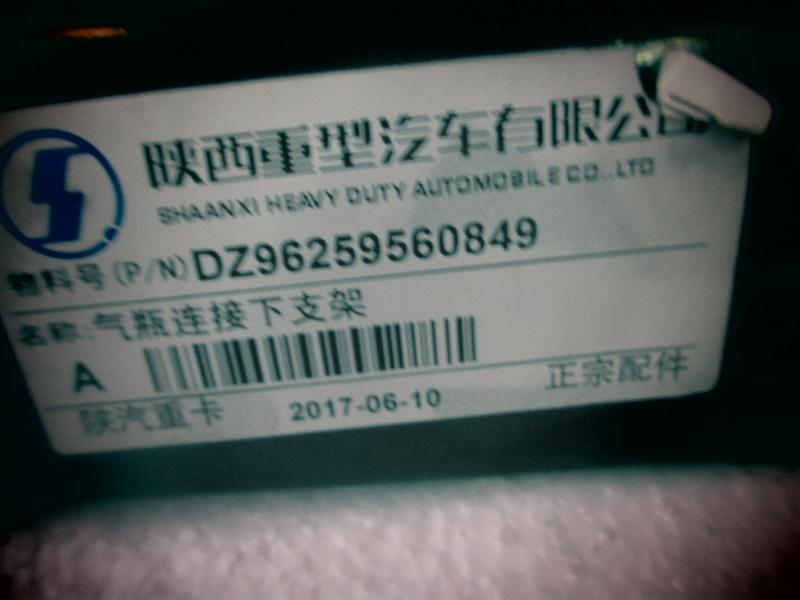 陕西重型汽车有限公司
SHAANXI HEAVY DUTY AUTOMOBILE CO.,LTD
物料号(P/N) DZ96259560849
名称:气瓶连接下支架
A
陕汽重卡 2017-06-10 正宗配件